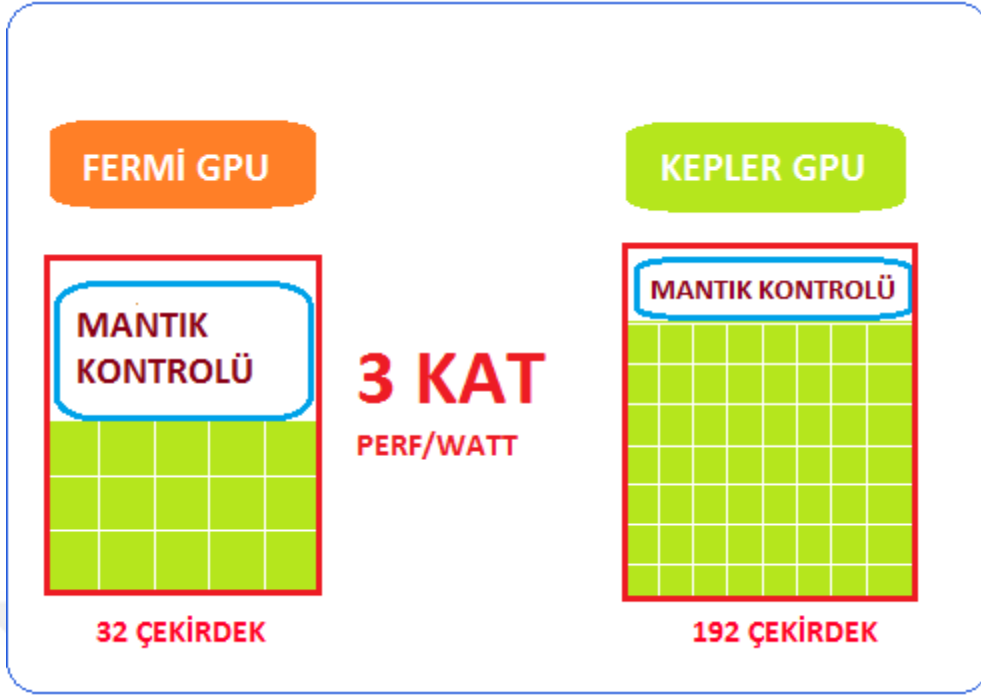 FERMİ GPU
KEPLER GPU
MANTIK
KONTROLÜ
MANTIK KONTROLÜ
3 KAT
PERF/WATT
32 ÇEKİRDEK
192 ÇEKİRDEK